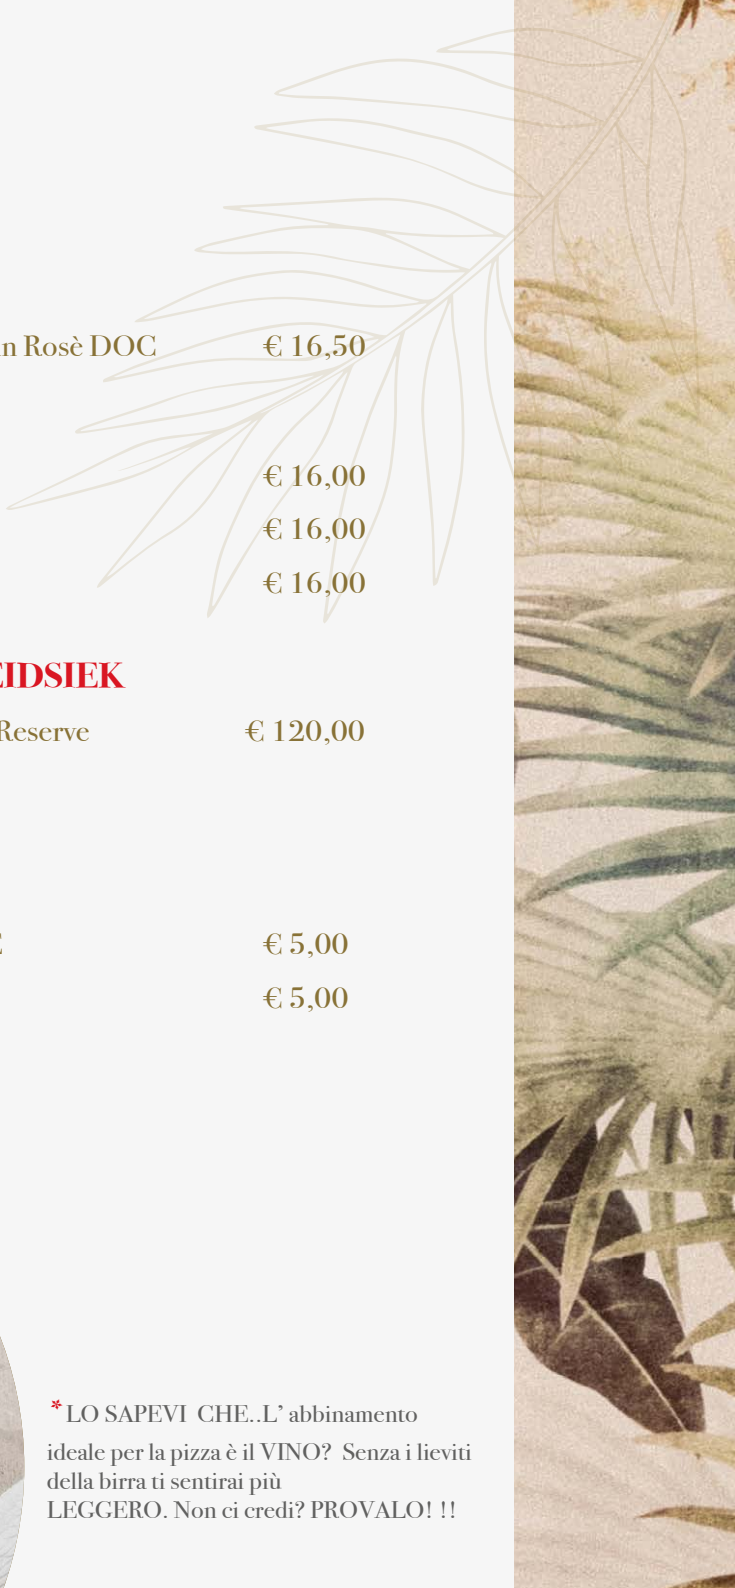 Rosè DOC € 16,50
€ 16,00
€ 16,00
€ 16,00
EIDSIEK
Reserve € 120,00
€ 5,00
€ 5,00
*LO SAPEVI CHE..L’ abbinamento
ideale per la pizza è il VINO? Senza i lieviti
della birra ti sentirai più
LEGGERO. Non ci credi? PROVALO! !!